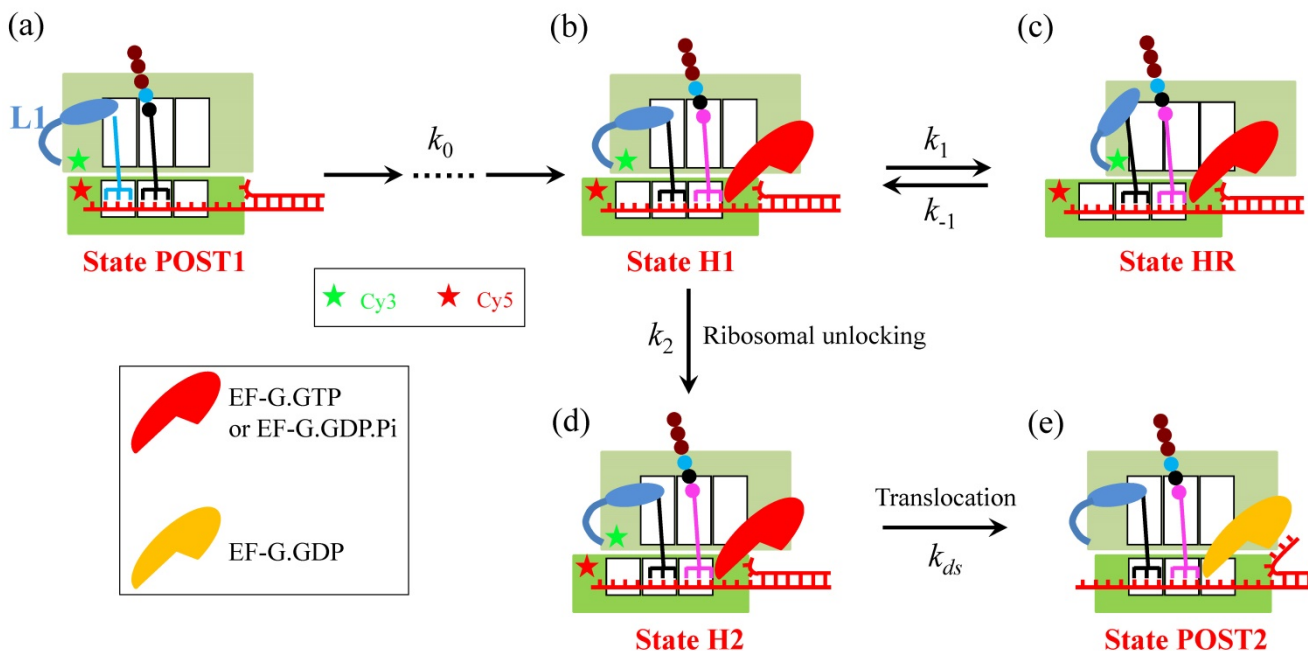 (a)
(b)
(c)
L1
k0
k1
k-1
State POST1
State H1
State HR
Cy3
Cy5
k2
Ribosomal unlocking
EF-G.GTP
or EF-G.GDP.Pi
EF-G.GDP
(d)
(e)
Translocation
kds
State H2
State POST2